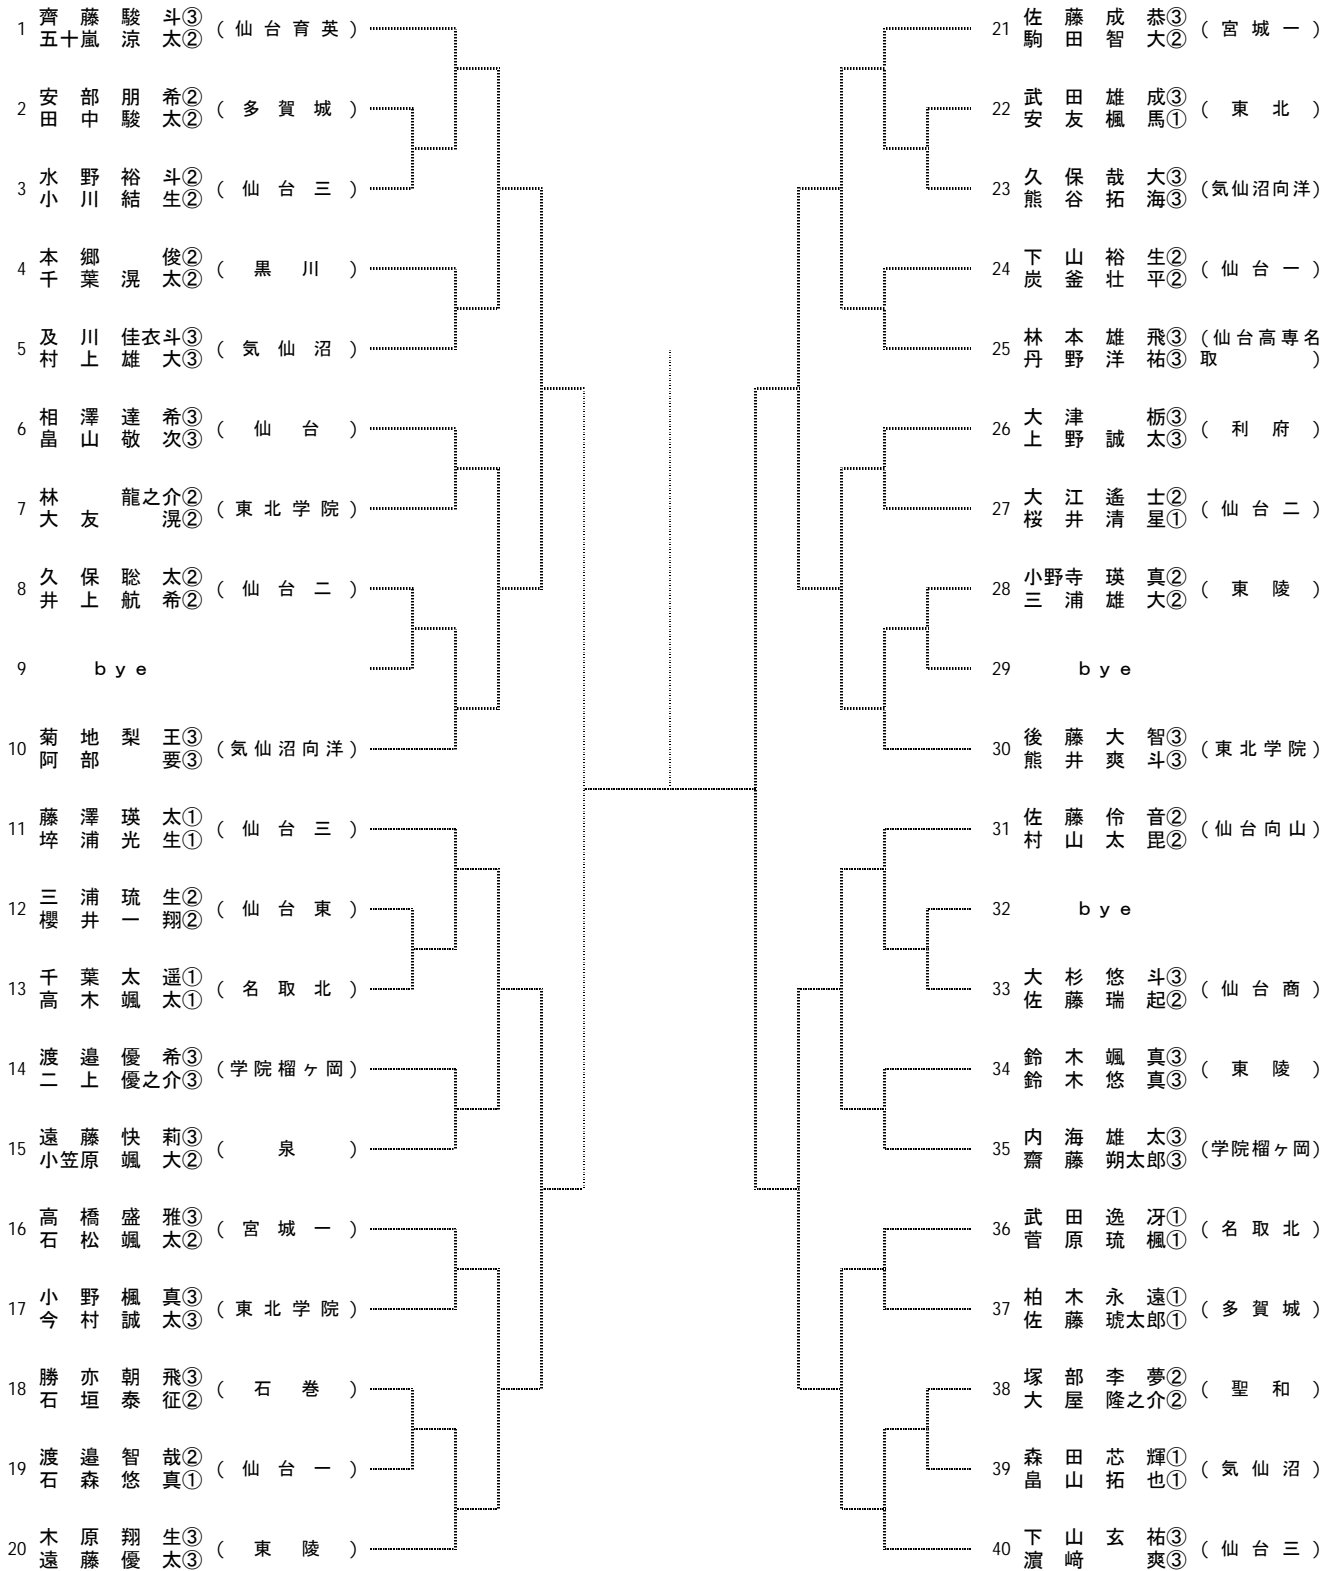 1 齊藤駿斗③ (仙台育英)
五十嵐涼太②
2 安部朋希② (多賀城)
田中駿太②
3 水野裕斗② (仙台三)
小川結生②
4 本郷俊② (黒川)
千葉滉太②
5 及川佳衣斗③ (気仙沼)
村上雄大③
6 相澤達希③ (仙台)
畠山敬次③
7 林龍之介② (東北学院)
大友滉②
8 久保聡太② (仙台二)
井上航希②
9 bye
10 菊地梨王③ (気仙沼向洋)
阿部要③
11 藤澤瑛太① (仙台三)
埣浦光生①
12 三浦琉生② (仙台東)
櫻井一翔②
13 千葉太遥① (名取北)
高木颯太①
14 渡邉優希③ (学院榴ヶ岡)
二上優之介③
15 遠藤快莉③ (泉)
小笠原颯大②
16 高橋盛雅③ (宮城一)
石松颯太②
17 小野楓真③ (東北学院)
今村誠太③
18 勝亦朝飛③ (石巻)
石垣泰征②
19 渡邉智哉② (仙台一)
石森悠真①
20 木原翔生③ (東陵)
遠藤優太③
21 佐藤成恭③ (宮城一)
駒田智大②
22 武田雄成③ (東北)
安友楓馬①
23 久保哉大③ (気仙沼向洋)
熊谷拓海③
24 下山裕生② (仙台一)
炭釜壮平②
25 林本雄飛③ (仙台高専名取)
丹野洋祐③
26 大津栃③ (利府)
上野誠太③
27 大江遙士② (仙台二)
桜井清星①
28 小野寺瑛真② (東陵)
三浦雄大②
29 bye
30 後藤大智③ (東北学院)
熊井爽斗③
31 佐藤伶音② (仙台向山)
村山太毘②
32 bye
33 大杉悠斗③ (仙台商)
佐藤瑞起②
34 鈴木颯真③ (東陵)
鈴木悠真③
35 内海雄太③ (学院榴ヶ岡)
齋藤朔太郎③
36 武田逸冴① (名取北)
菅原琉楓①
37 柏木永遠① (多賀城)
佐藤琥太郎①
38 塚部李夢② (聖和)
大屋隆之介②
39 森田芯輝① (気仙沼)
畠山拓也①
40 下山玄祐③ (仙台三)
濵﨑爽③